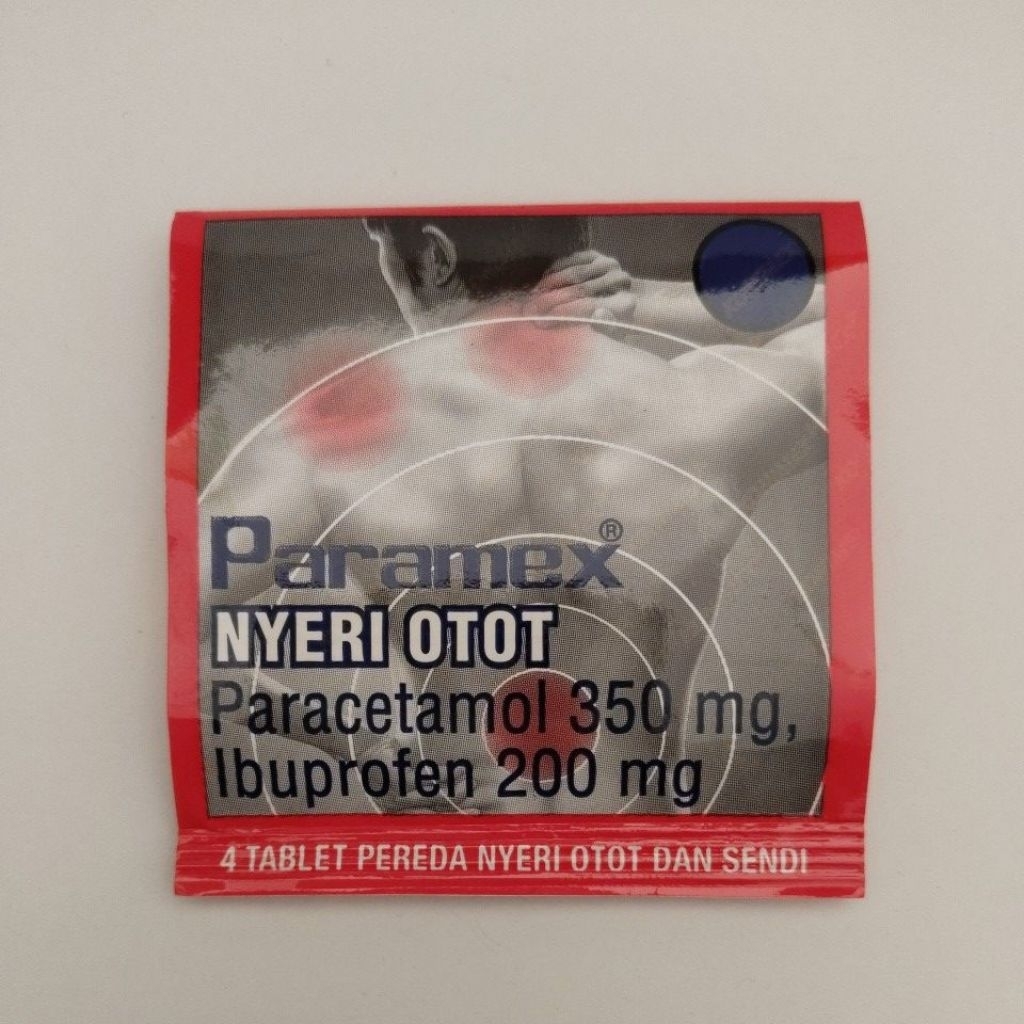 Paramex®
NYERI OTOT
Paracetamol 350 mg,
Ibuprofen 200 mg
4 TABLET PEREDA NYERI OTOT DAN SENDI